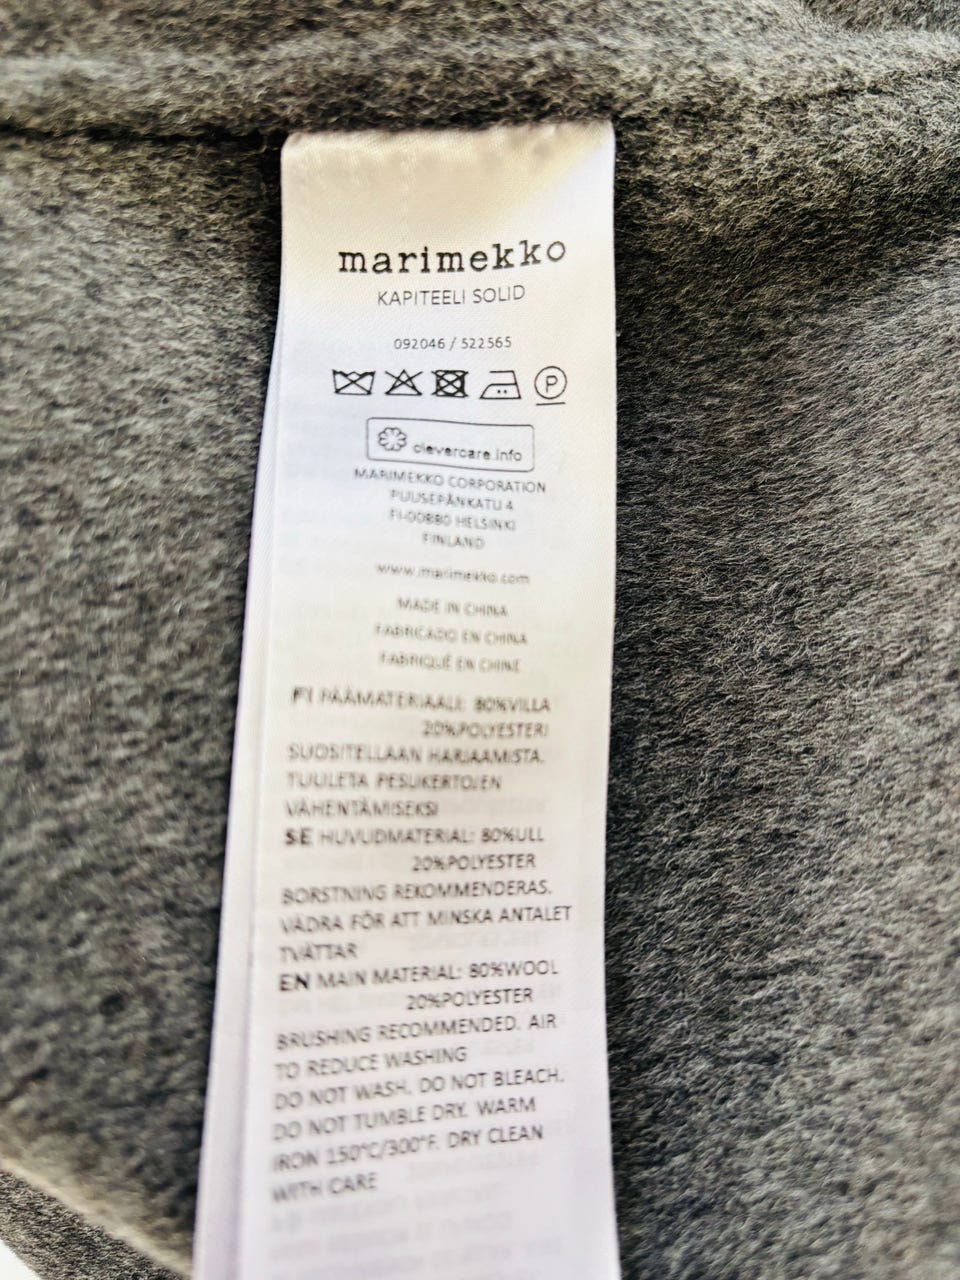 marimekko
KAPITEELI SOLID
092046 / 522565
P
clevercare.info
MARIMEKKO CORPORATION
PUUSEPÄNKATU 4
FI-00880 HELSINKI
FINLAND
www.marimekko.com
MADE IN CHINA
FABRICADO EN CHINA
FABRIQUÉ EN CHINE
FI PÄÄMATERIAALI: 80%VILLA
20%POLYESTERI
SUOSITELLAAN HARJAAMISTA.
TUULETA PESUKERTOJEN
VÄHENTÄMISEKSI
SE HUVUDMATERIAL: 80%ULL
20%POLYESTER
BORSTNING REKOMMENDERAS.
VÄDRA FÖR ATT MINSKA ANTALET
TVÄTTAR
EN MAIN MATERIAL: 80%WOOL
20%POLYESTER
BRUSHING RECOMMENDED. AIR
TO REDUCE WASHING
DO NOT WASH. DO NOT BLEACH.
DO NOT TUMBLE DRY. WARM
IRON 150°C/300°F. DRY CLEAN
WITH CARE